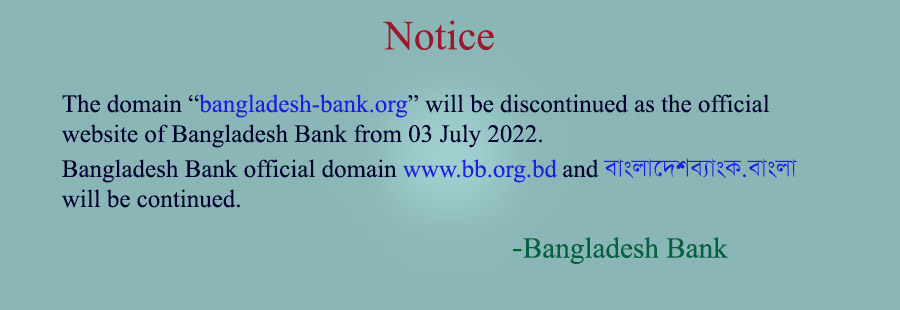 Notice
The domain “bangladesh-bank.org” will be discontinued as the official
website of Bangladesh Bank from 03 July 2022.
Bangladesh Bank official domain www.bb.org.bd and বাংলাদেশব্যাংক.বাংলা
will be continued.
-Bangladesh Bank